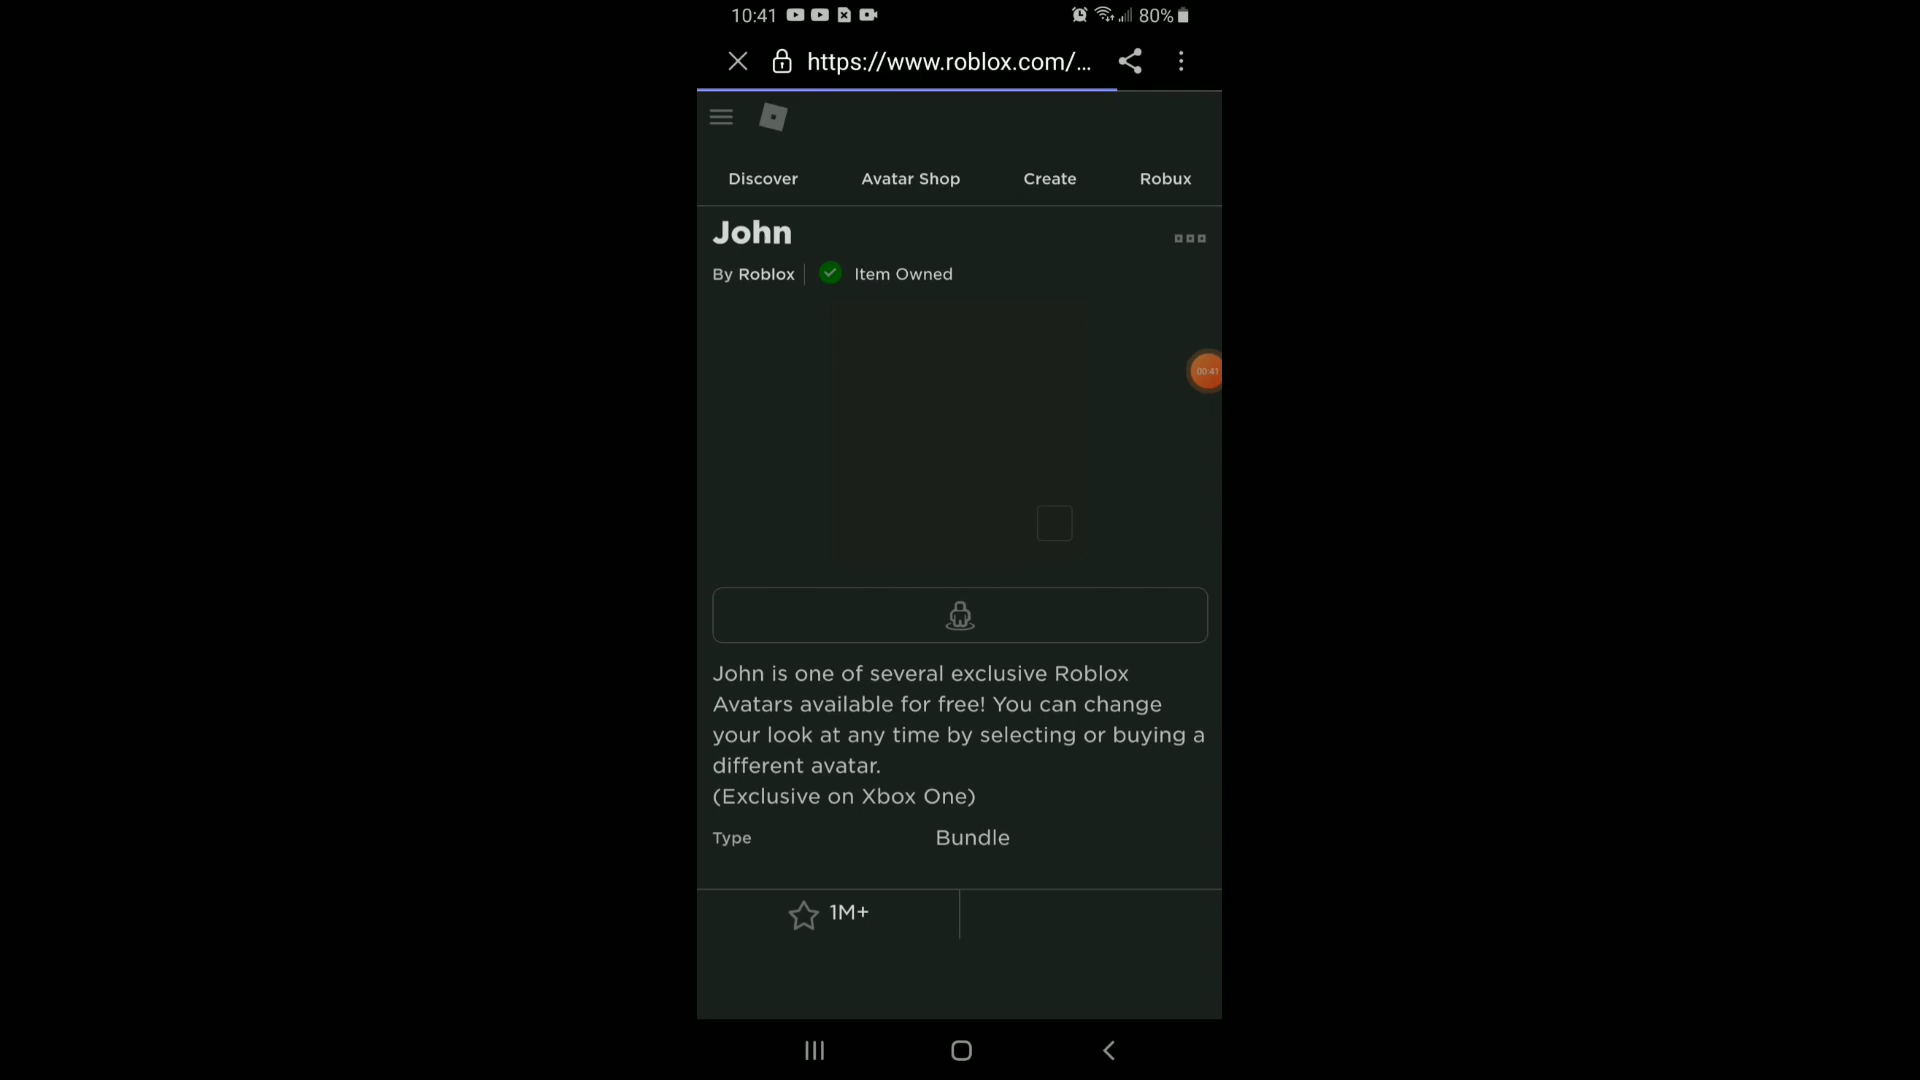 10:41
80%
https://www.roblox.com/...
Discover Avatar Shop Create Robux
John
By Roblox Item Owned
00:41
John is one of several exclusive Roblox
Avatars available for free! You can change
your look at any time by selecting or buying a
different avatar.
(Exclusive on Xbox One)
Type Bundle
1M+